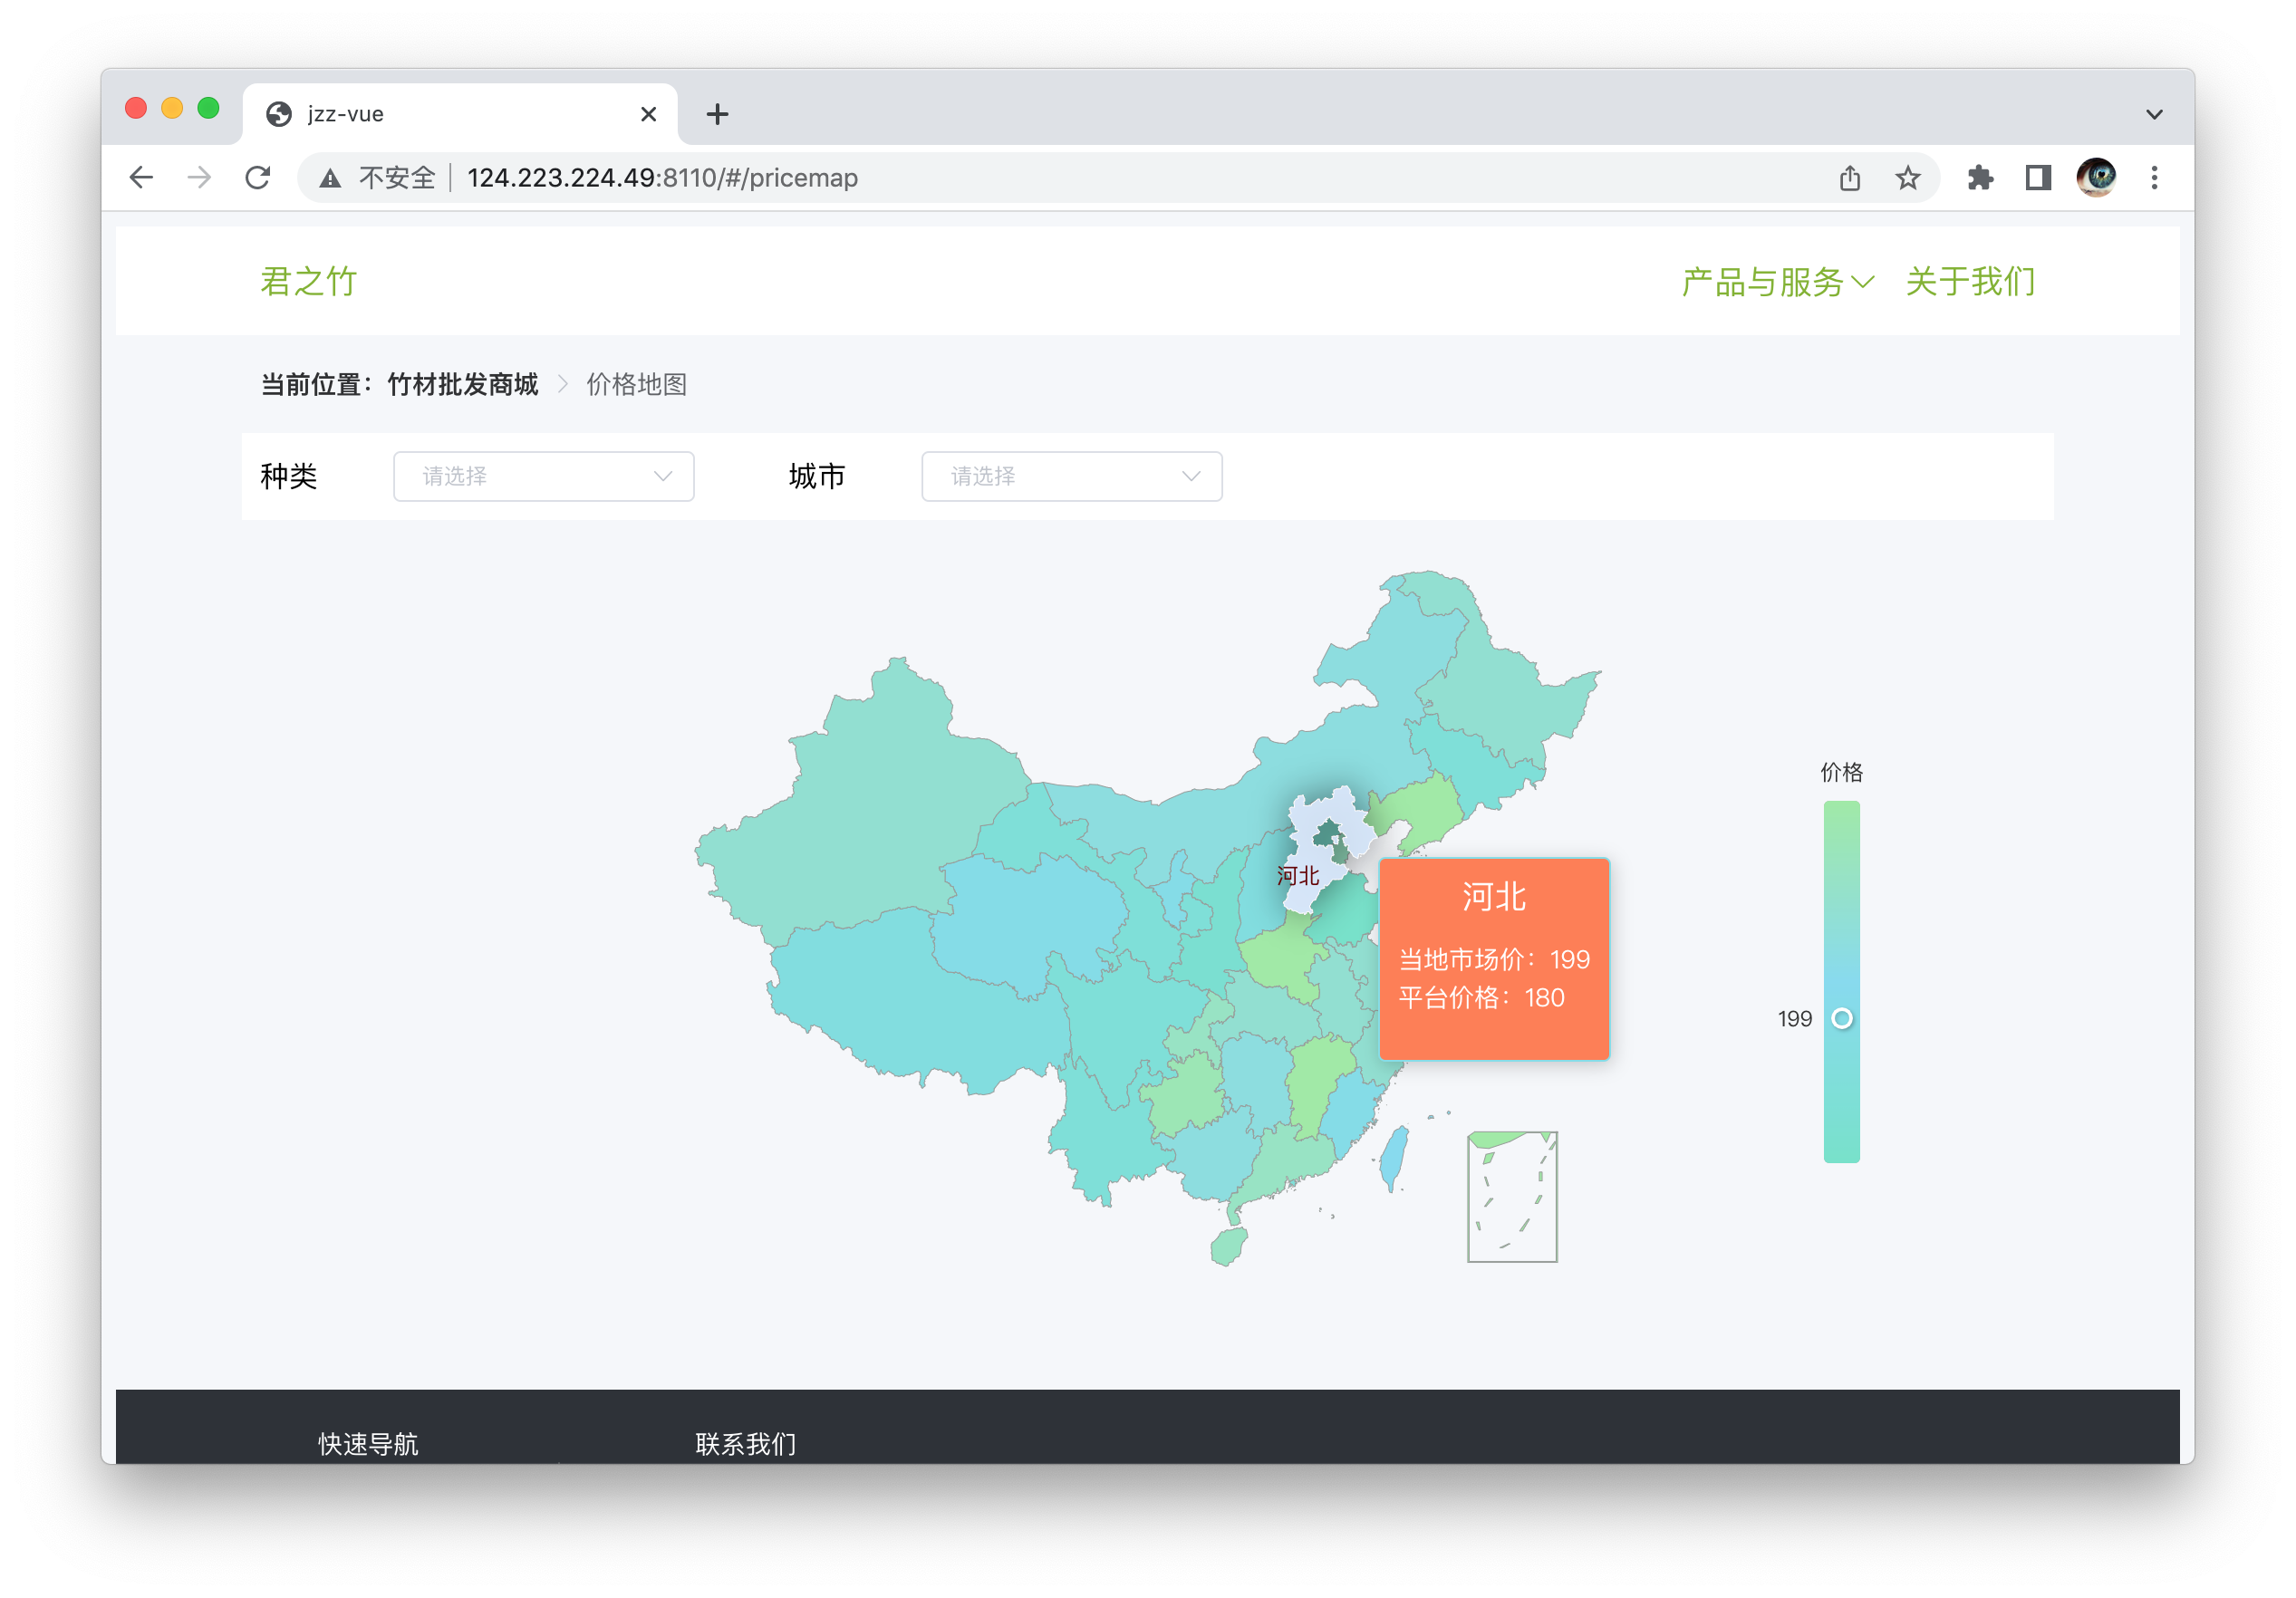 jzz-vue
不安全 124.223.224.49:8110/#/pricemap
君之竹 产品与服务 关于我们
当前位置：竹材批发商城 价格地图
种类 请选择 城市 请选择
价格
河北
河北
当地市场价：199
平台价格：180
199
快速导航 联系我们